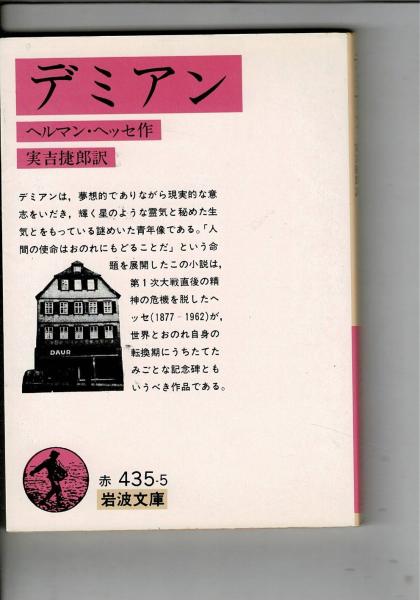 デミアン
ヘルマン・ヘッセ作
実吉捷郎訳
デミアンは，夢想的でありながら現実的な意
志をいだき，輝く星のような霊気と秘めた生
気とをもっている謎めいた青年像である。「人
間の使命はおのれにもどることだ」という命
題を展開したこの小説は，
第1次大戦直後の精
神の危機を脱したヘ
ッセ(1877-1962)が，
世界とおのれ自身の
転換期にうちたてた
みごとな記念碑とも
いうべき作品である。
DAUR
赤 435-5
岩波文庫